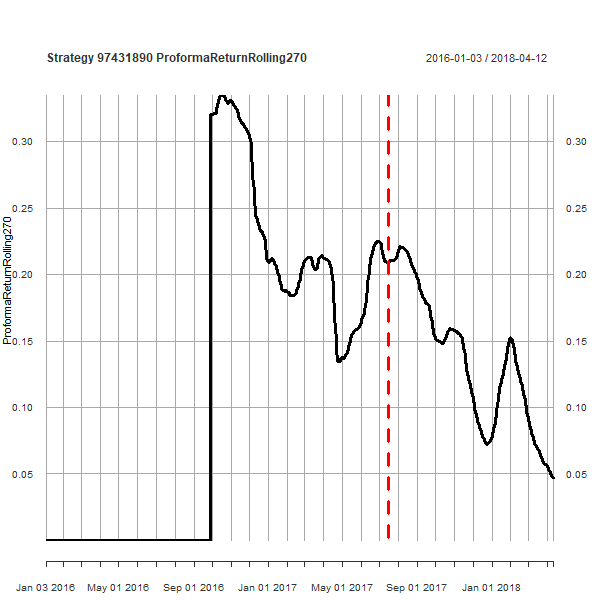 Strategy 97431890 ProformaReturnRolling270
2016-01-03 / 2018-04-12
ProformaReturnRolling270
0.30 0.30
0.25 0.25
0.20 0.20
0.15 0.15
0.10 0.10
0.05 0.05
Jan 03 2016 May 01 2016 Sep 01 2016 Jan 01 2017 May 01 2017 Sep 01 2017 Jan 01 2018